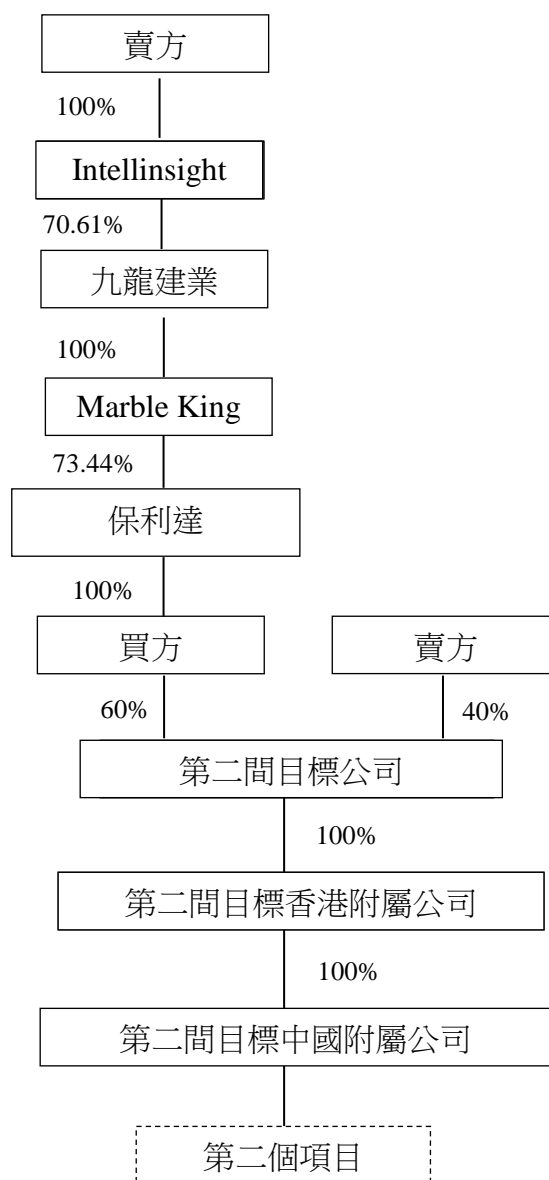 賣方
100%
Intellinsight
70.61%
九龍建業
100%
Marble King
73.44%
保利達
100%
買方
賣方
60%
40%
第二間目標公司
100%
第二間目標香港附屬公司
100%
第二間目標中國附屬公司
第二個項目